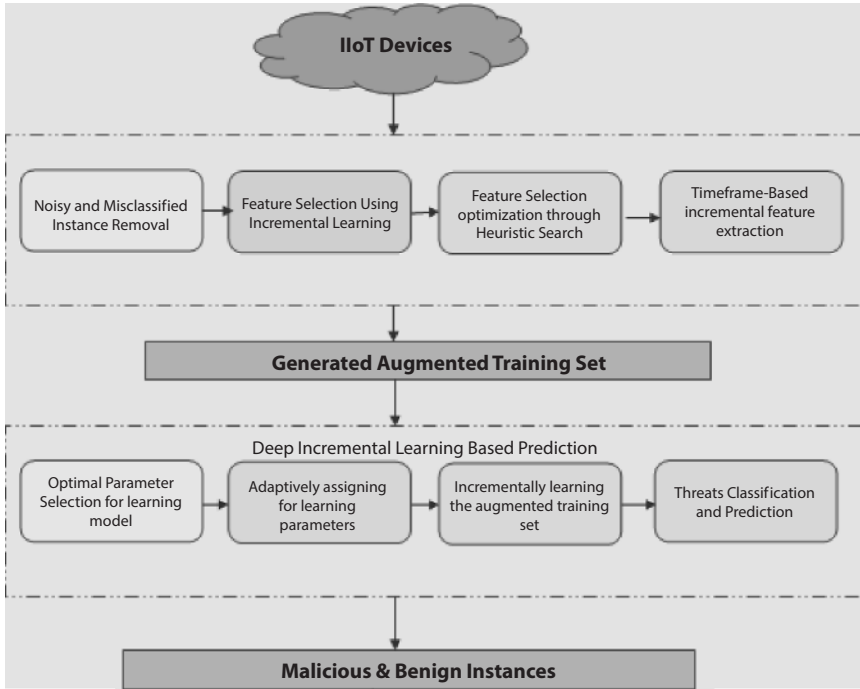 IIoT Devices
Noisy and Misclassified
Instance Removal
Feature Selection Using
Incremental Learning
Feature Selection
optimization through
Heuristic Search
Timeframe-Based
incremental feature
extraction
Generated Augmented Training Set
Deep Incremental Learning Based Prediction
Optimal Parameter
Selection for learning
model
Adaptively assigning
for learning
parameters
Incrementally learning
the augmented training
set
Threats Classification
and Prediction
Malicious & Benign Instances